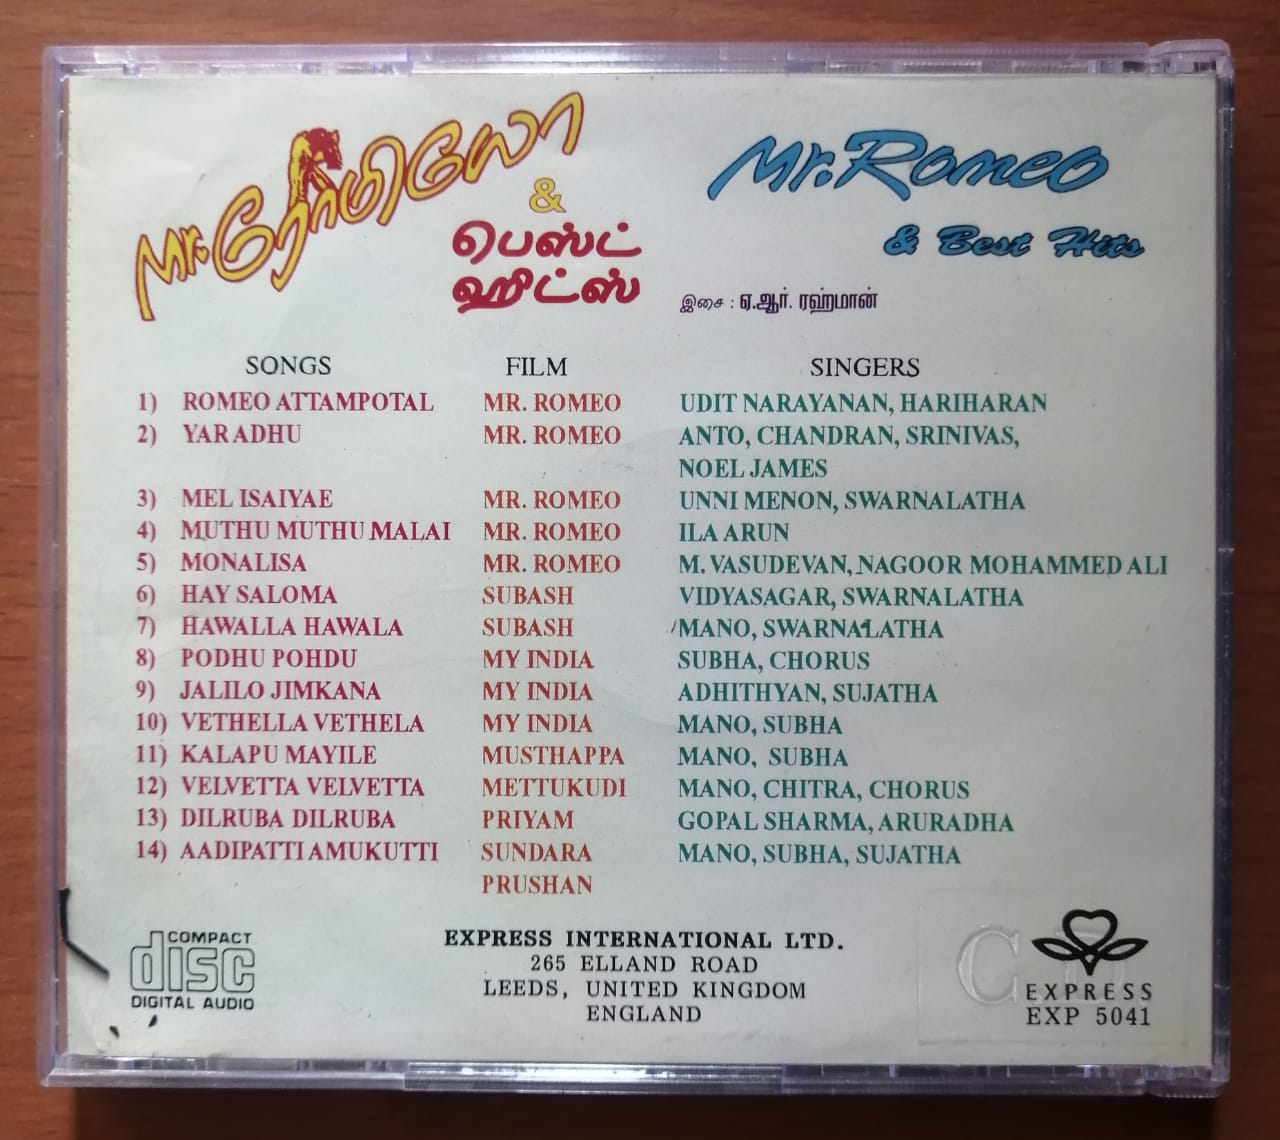 Mr. ரோமியோ
&
பெஸ்ட்
ஹிட்ஸ்
Mr. Romeo
& Best Hits
இசை : ஏ.ஆர். ரஹ்மான்
SONGS FILM SINGERS
1) ROMEO ATTAMPOTAL MR. ROMEO UDIT NARAYANAN, HARIHARAN
2) YAR ADHU MR. ROMEO ANTO, CHANDRAN, SRINIVAS,
NOEL JAMES
3) MEL ISAIYAE MR. ROMEO UNNI MENON, SWARNALATHA
4) MUTHU MUTHU MALAI MR. ROMEO ILA ARUN
5) MONALISA MR. ROMEO M. VASUDEVAN, NAGOOR MOHAMMED ALI
6) HAY SALOMA SUBASH VIDYASAGAR, SWARNALATHA
7) HAWALLA HAWALA SUBASH MANO, SWARNALATHA
8) PODHU POHDU MY INDIA SUBHA, CHORUS
9) JALILO JIMKANA MY INDIA ADHITHYAN, SUJATHA
10) VETHELLA VETHELA MY INDIA MANO, SUBHA
11) KALAPU MAYILE MUSTHAPPA MANO, SUBHA
12) VELVETTA VELVETTA METTUKUDI MANO, CHITRA, CHORUS
13) DILRUBA DILRUBA PRIYAM GOPAL SHARMA, ARURADHA
14) AADIPATTI AMUKUTTI SUNDARA MANO, SUBHA, SUJATHA
PRUSHAN
COMPACT
disc
DIGITAL AUDIO
EXPRESS INTERNATIONAL LTD.
265 ELLAND ROAD
LEEDS, UNITED KINGDOM
ENGLAND
CD
EXPRESS
EXP 5041